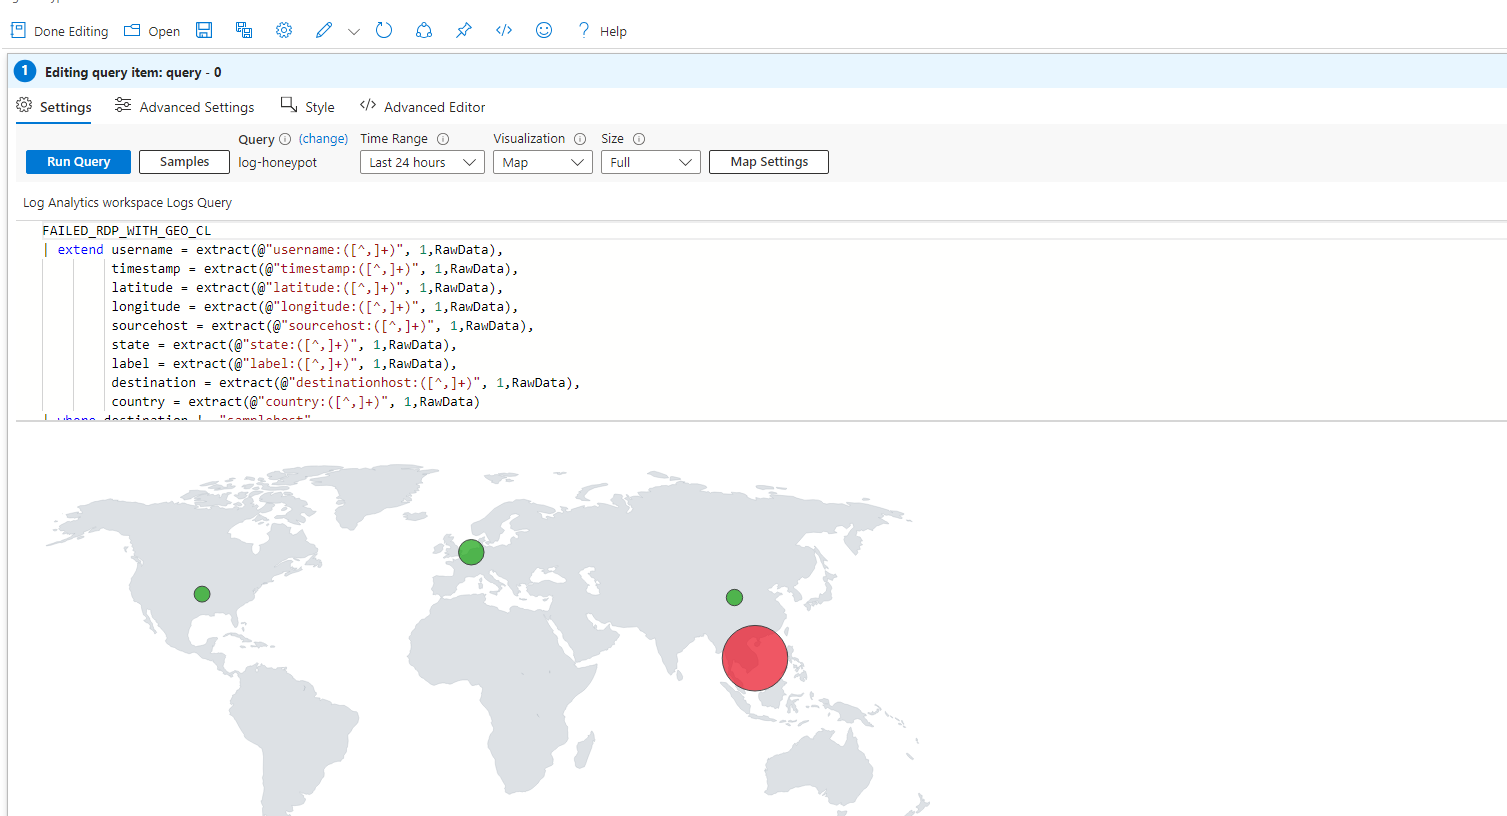 Done Editing Open Help
1 Editing query item: query - 0
Settings Advanced Settings Style </> Advanced Editor
Query (change) Time Range Visualization Size
Run Query Samples log-honeypot Last 24 hours Map Full Map Settings
Log Analytics workspace Logs Query
FAILED_RDP_WITH_GEO_CL
| extend username = extract(@"username:([^,]+)", 1,RawData),
timestamp = extract(@"timestamp:([^,]+)", 1,RawData),
latitude = extract(@"latitude:([^,]+)", 1,RawData),
longitude = extract(@"longitude:([^,]+)", 1,RawData),
sourcehost = extract(@"sourcehost:([^,]+)", 1,RawData),
state = extract(@"state:([^,]+)", 1,RawData),
label = extract(@"label:([^,]+)", 1,RawData),
destination = extract(@"destinationhost:([^,]+)", 1,RawData),
country = extract(@"country:([^,]+)", 1,RawData)
| where destination "samplehost"